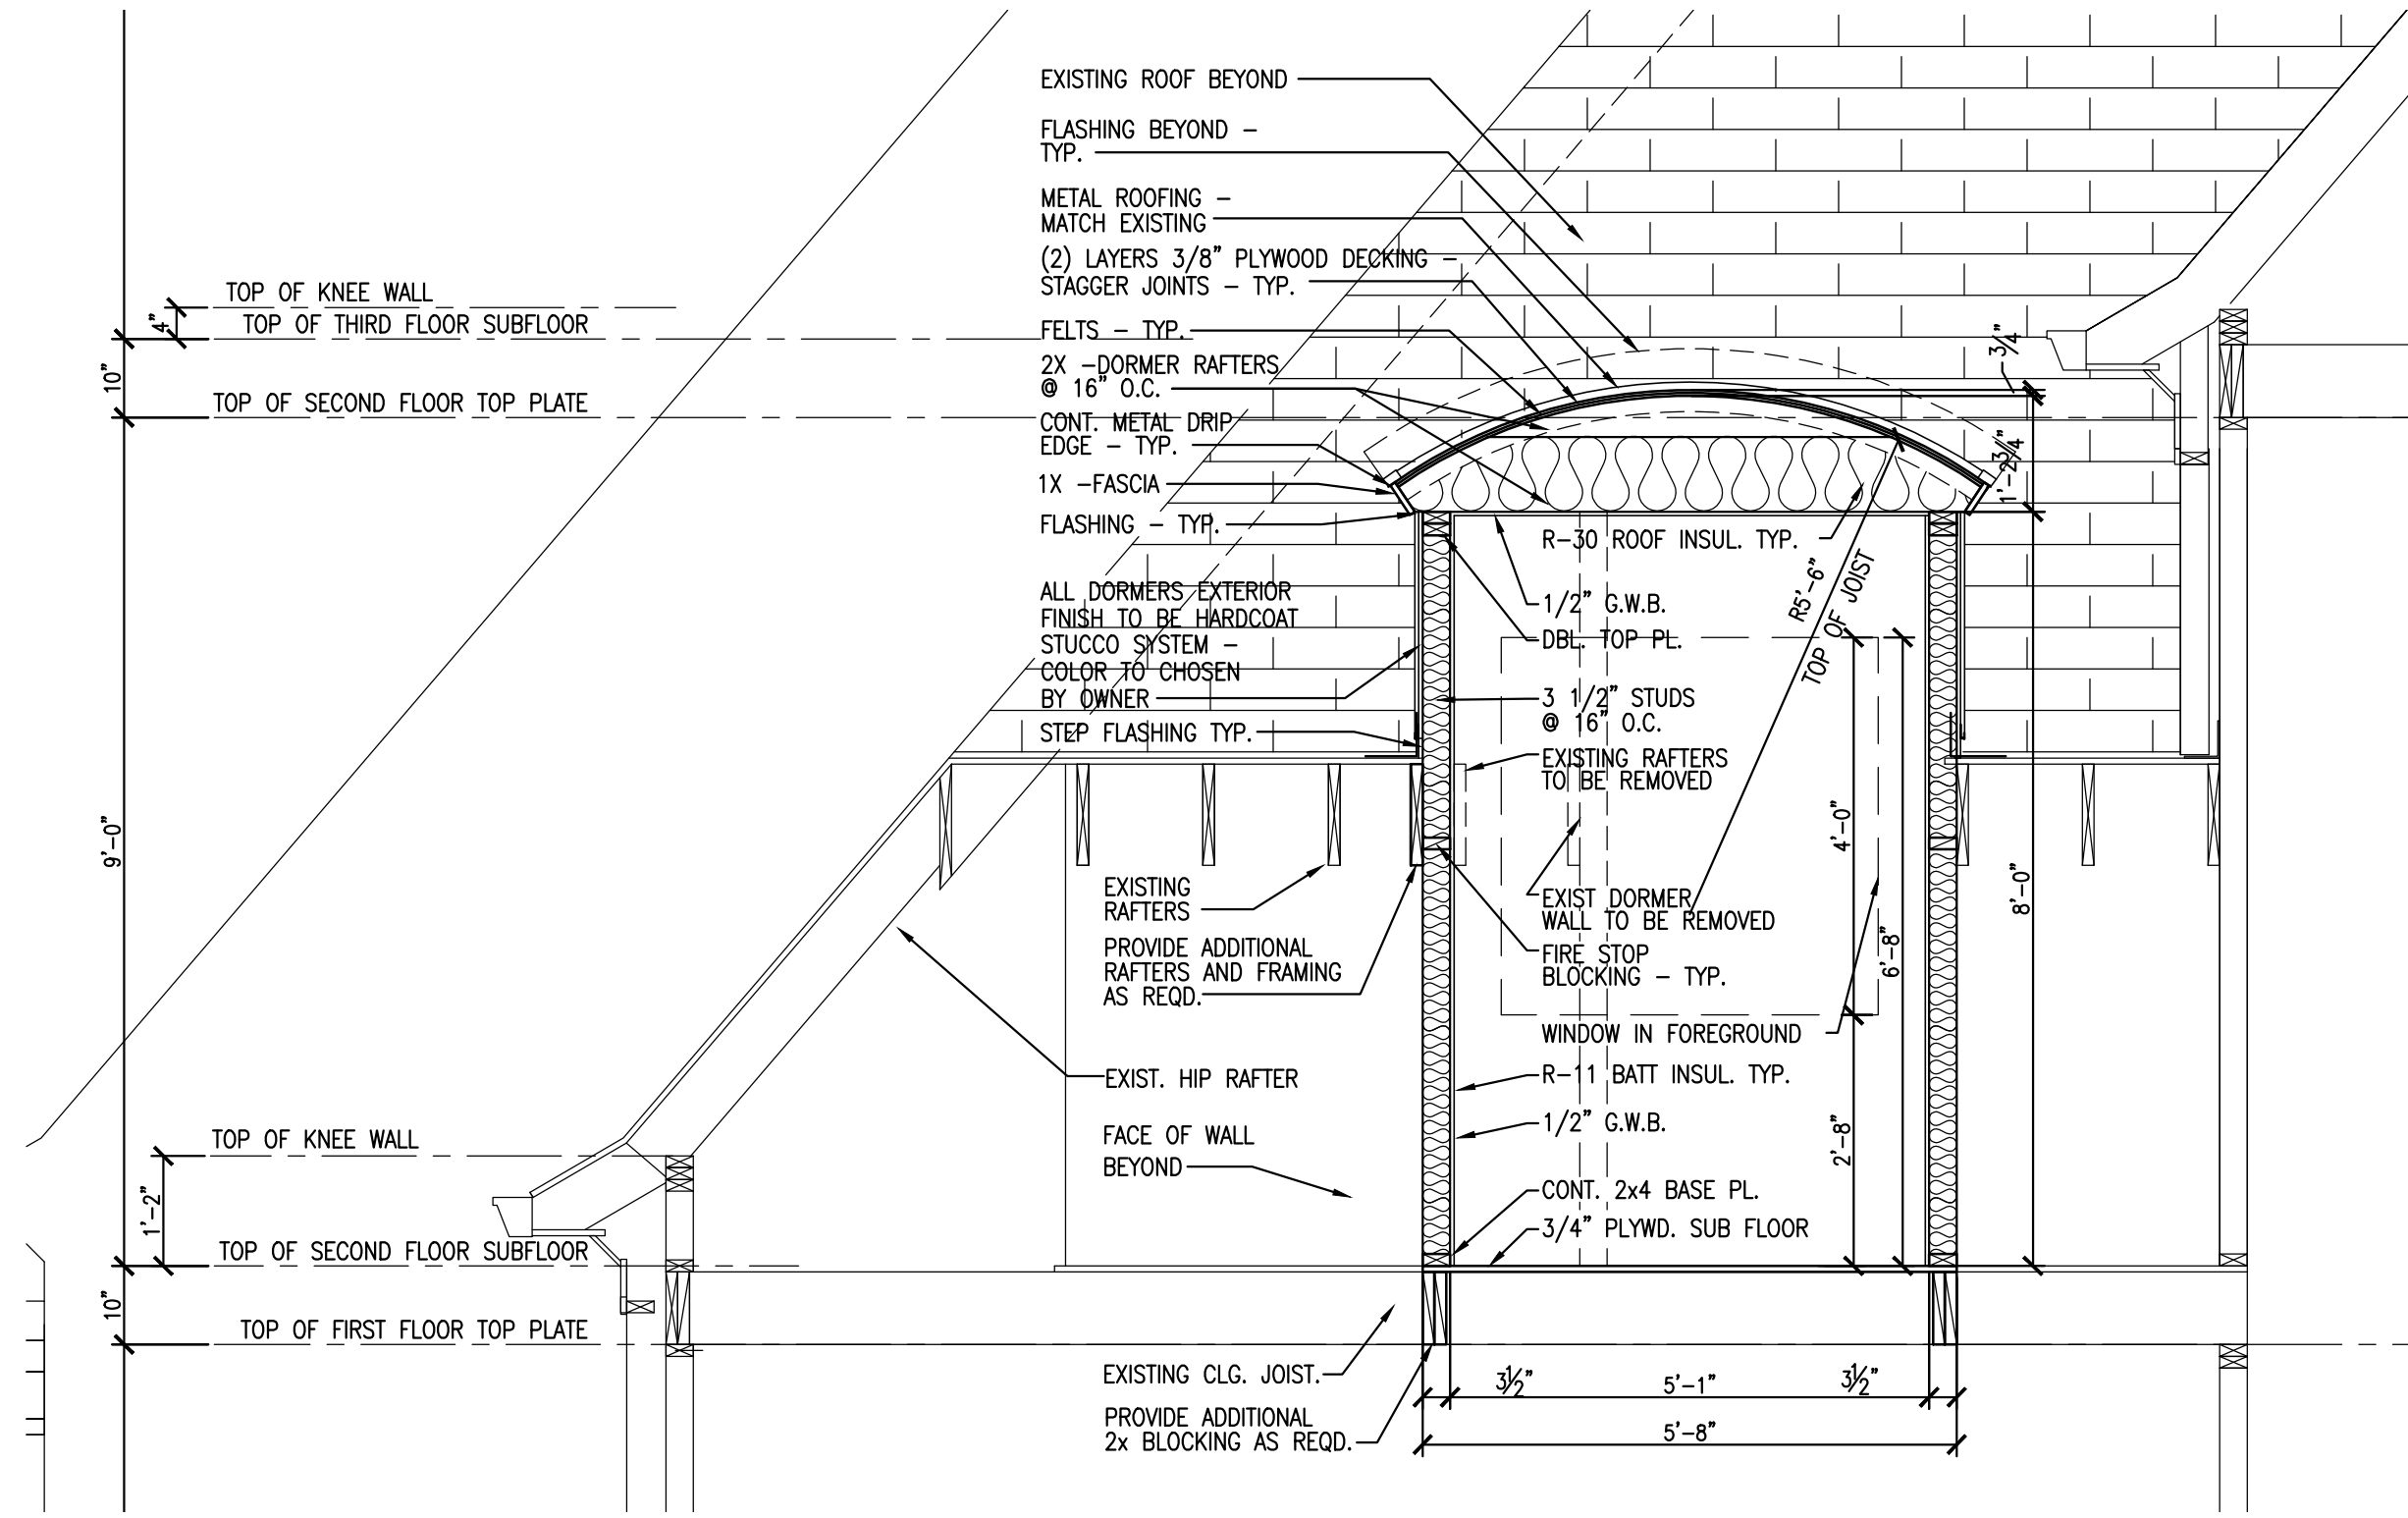 EXISTING ROOF BEYOND
FLASHING BEYOND –
TYP.
METAL ROOFING –
MATCH EXISTING
(2) LAYERS 3/8" PLYWOOD DECKING –
STAGGER JOINTS – TYP.
FELTS – TYP.
2X –DORMER RAFTERS
@ 16" O.C.
CONT. METAL DRIP
EDGE – TYP.
1X –FASCIA
FLASHING – TYP.
ALL DORMERS EXTERIOR
FINISH TO BE HARDCOAT
STUCCO SYSTEM –
COLOR TO CHOSEN
BY OWNER
STEP FLASHING TYP.
TOP OF KNEE WALL
4"
TOP OF THIRD FLOOR SUBFLOOR
10"
TOP OF SECOND FLOOR TOP PLATE
9'–0"
TOP OF KNEE WALL
1'–2"
TOP OF SECOND FLOOR SUBFLOOR
10"
TOP OF FIRST FLOOR TOP PLATE
EXISTING
RAFTERS
PROVIDE ADDITIONAL
RAFTERS AND FRAMING
AS REQD.
EXIST. HIP RAFTER
FACE OF WALL
BEYOND
EXISTING CLG. JOIST.
PROVIDE ADDITIONAL
2x BLOCKING AS REQD.
R–30 ROOF INSUL. TYP.
1/2" G.W.B.
DBL. TOP PL.
3 1/2" STUDS
@ 16" O.C.
EXISTING RAFTERS
TO BE REMOVED
EXIST DORMER
WALL TO BE REMOVED
FIRE STOP
BLOCKING – TYP.
WINDOW IN FOREGROUND
R–11 BATT INSUL. TYP.
1/2" G.W.B.
CONT. 2x4 BASE PL.
3/4" PLYWD. SUB FLOOR
R5'–6"
TOP OF JOIST
3/4"
1'–2 3/4"
4'–0"
6'–8"
8'–0"
2'–8"
3 1/2"
5'–1"
3 1/2"
5'–8"